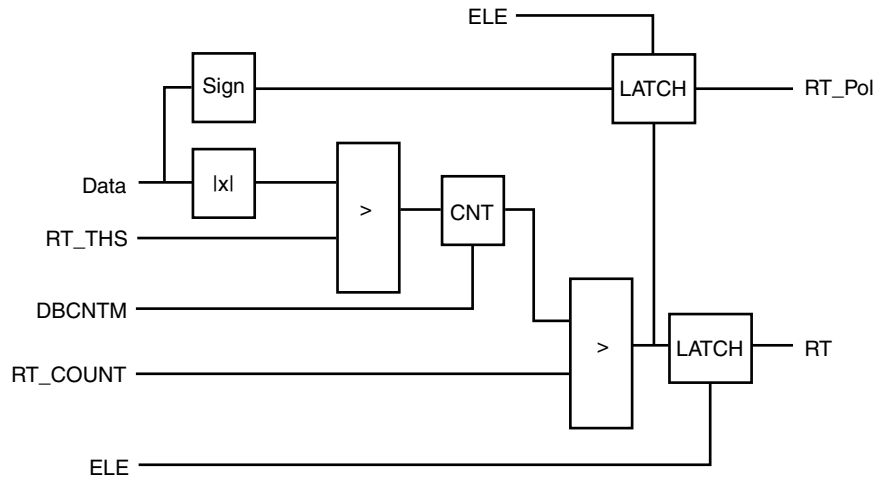 ELE
Sign
LATCH
RT_Pol
Data
|x|
>
CNT
RT_THS
DBCNTM
>
LATCH
RT
RT_COUNT
ELE